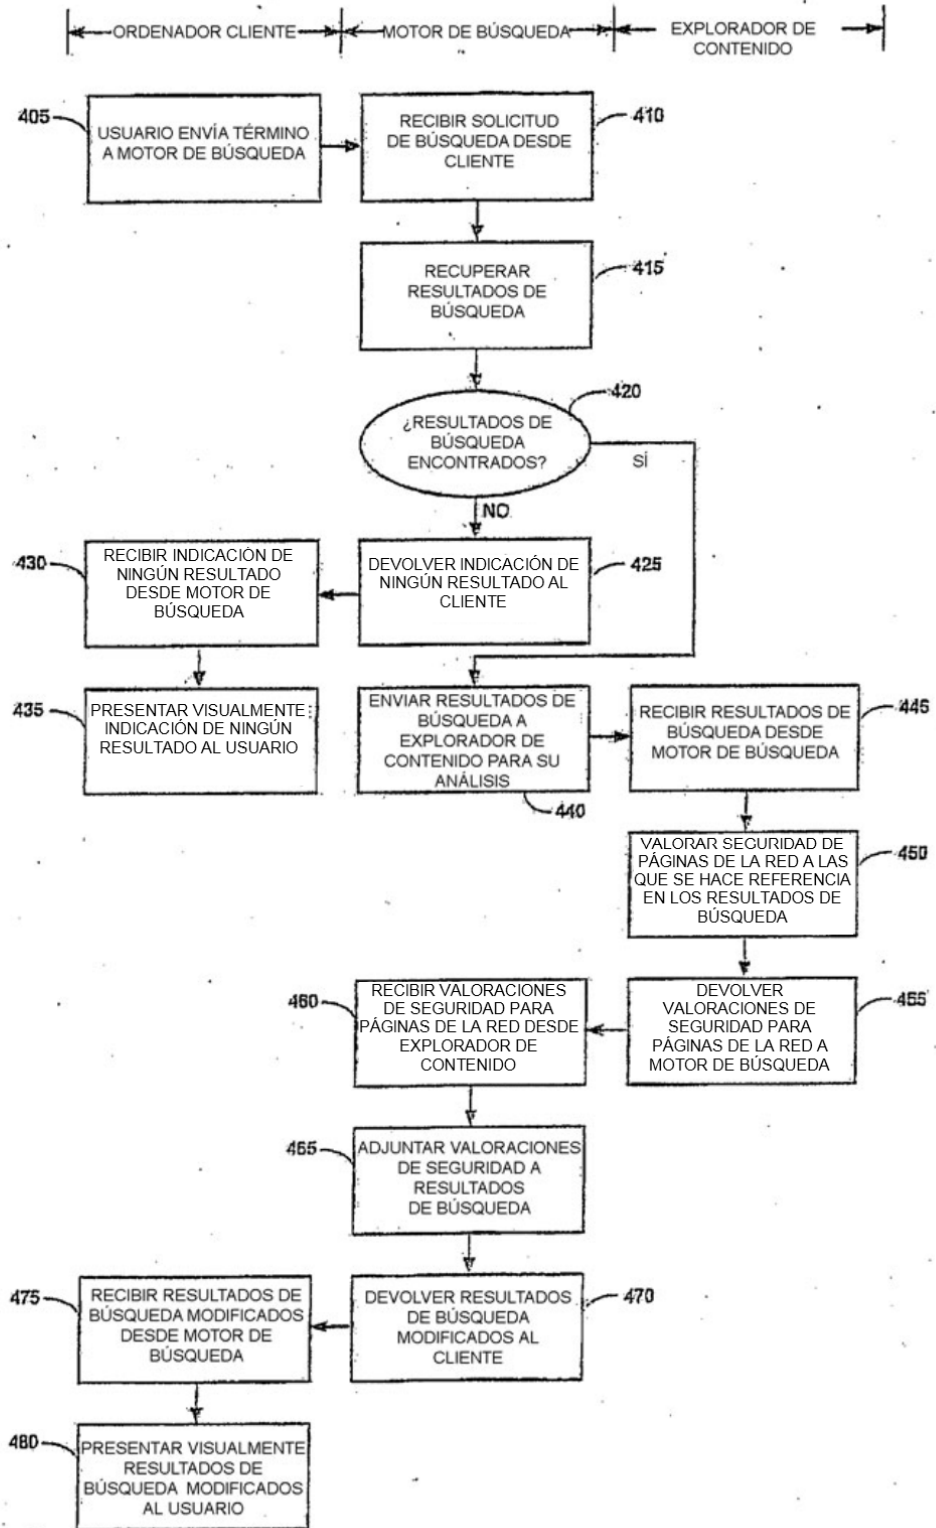 ORDENADOR CLIENTE
MOTOR DE BÚSQUEDA
EXPLORADOR DE
CONTENIDO
405
USUARIO ENVÍA TÉRMINO
A MOTOR DE BÚSQUEDA
RECIBIR SOLICITUD
DE BÚSQUEDA DESDE
CLIENTE
410
RECUPERAR
RESULTADOS DE
BÚSQUEDA
415
¿RESULTADOS DE
BÚSQUEDA
ENCONTRADOS?
420
SÍ
NO
430
RECIBIR INDICACIÓN DE
NINGÚN RESULTADO
DESDE MOTOR DE
BÚSQUEDA
DEVOLVER INDICACIÓN DE
NINGÚN RESULTADO AL
CLIENTE
425
435
PRESENTAR VISUALMENTE
INDICACIÓN DE NINGÚN
RESULTADO AL USUARIO
ENVIAR RESULTADOS DE
BÚSQUEDA A
EXPLORADOR DE
CONTENIDO PARA SU
ANÁLISIS
440
RECIBIR RESULTADOS DE
BÚSQUEDA DESDE
MOTOR DE BÚSQUEDA
445
VALORAR SEGURIDAD DE
PÁGINAS DE LA RED A LAS
QUE SE HACE REFERENCIA
EN LOS RESULTADOS DE
BÚSQUEDA
450
460
RECIBIR VALORACIONES
DE SEGURIDAD PARA
PÁGINAS DE LA RED DESDE
EXPLORADOR DE
CONTENIDO
DEVOLVER
VALORACIONES DE
SEGURIDAD PARA
PÁGINAS DE LA RED A
MOTOR DE BÚSQUEDA
455
465
ADJUNTAR VALORACIONES
DE SEGURIDAD A
RESULTADOS
DE BÚSQUEDA
475
RECIBIR RESULTADOS DE
BÚSQUEDA MODIFICADOS
DESDE MOTOR DE
BÚSQUEDA
DEVOLVER RESULTADOS
DE BÚSQUEDA
MODIFICADOS AL
CLIENTE
470
480
PRESENTAR VISUALMENTE
RESULTADOS DE
BÚSQUEDA MODIFICADOS
AL USUARIO